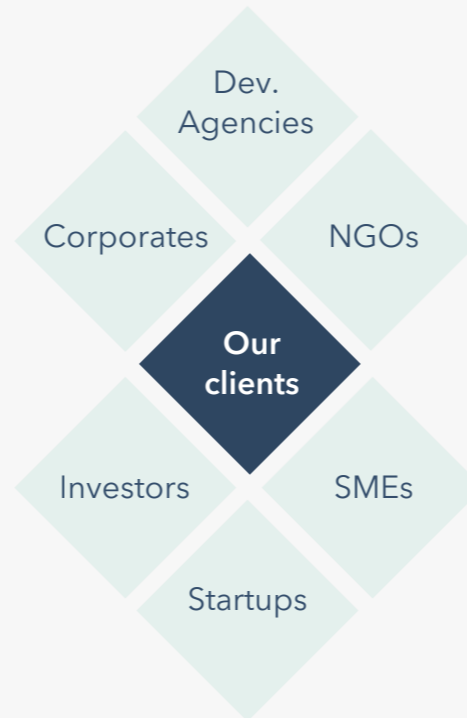 Dev.
Agencies
Corporates
NGOs
Our
clients
Investors
SMEs
Startups